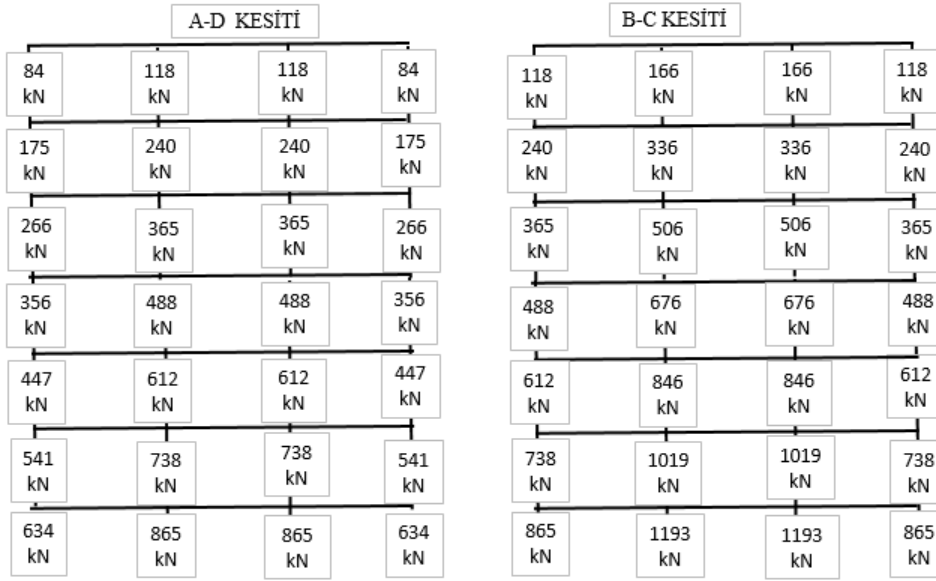 A-D KESİTİ
B-C KESİTİ
84 kN 118 kN 118 kN 84 kN
118 kN 166 kN 166 kN 118 kN
175 kN 240 kN 240 kN 175 kN
240 kN 336 kN 336 kN 240 kN
266 kN 365 kN 365 kN 266 kN
365 kN 506 kN 506 kN 365 kN
356 kN 488 kN 488 kN 356 kN
488 kN 676 kN 676 kN 488 kN
447 kN 612 kN 612 kN 447 kN
612 kN 846 kN 846 kN 612 kN
541 kN 738 kN 738 kN 541 kN
738 kN 1019 kN 1019 kN 738 kN
634 kN 865 kN 865 kN 634 kN
865 kN 1193 kN 1193 kN 865 kN